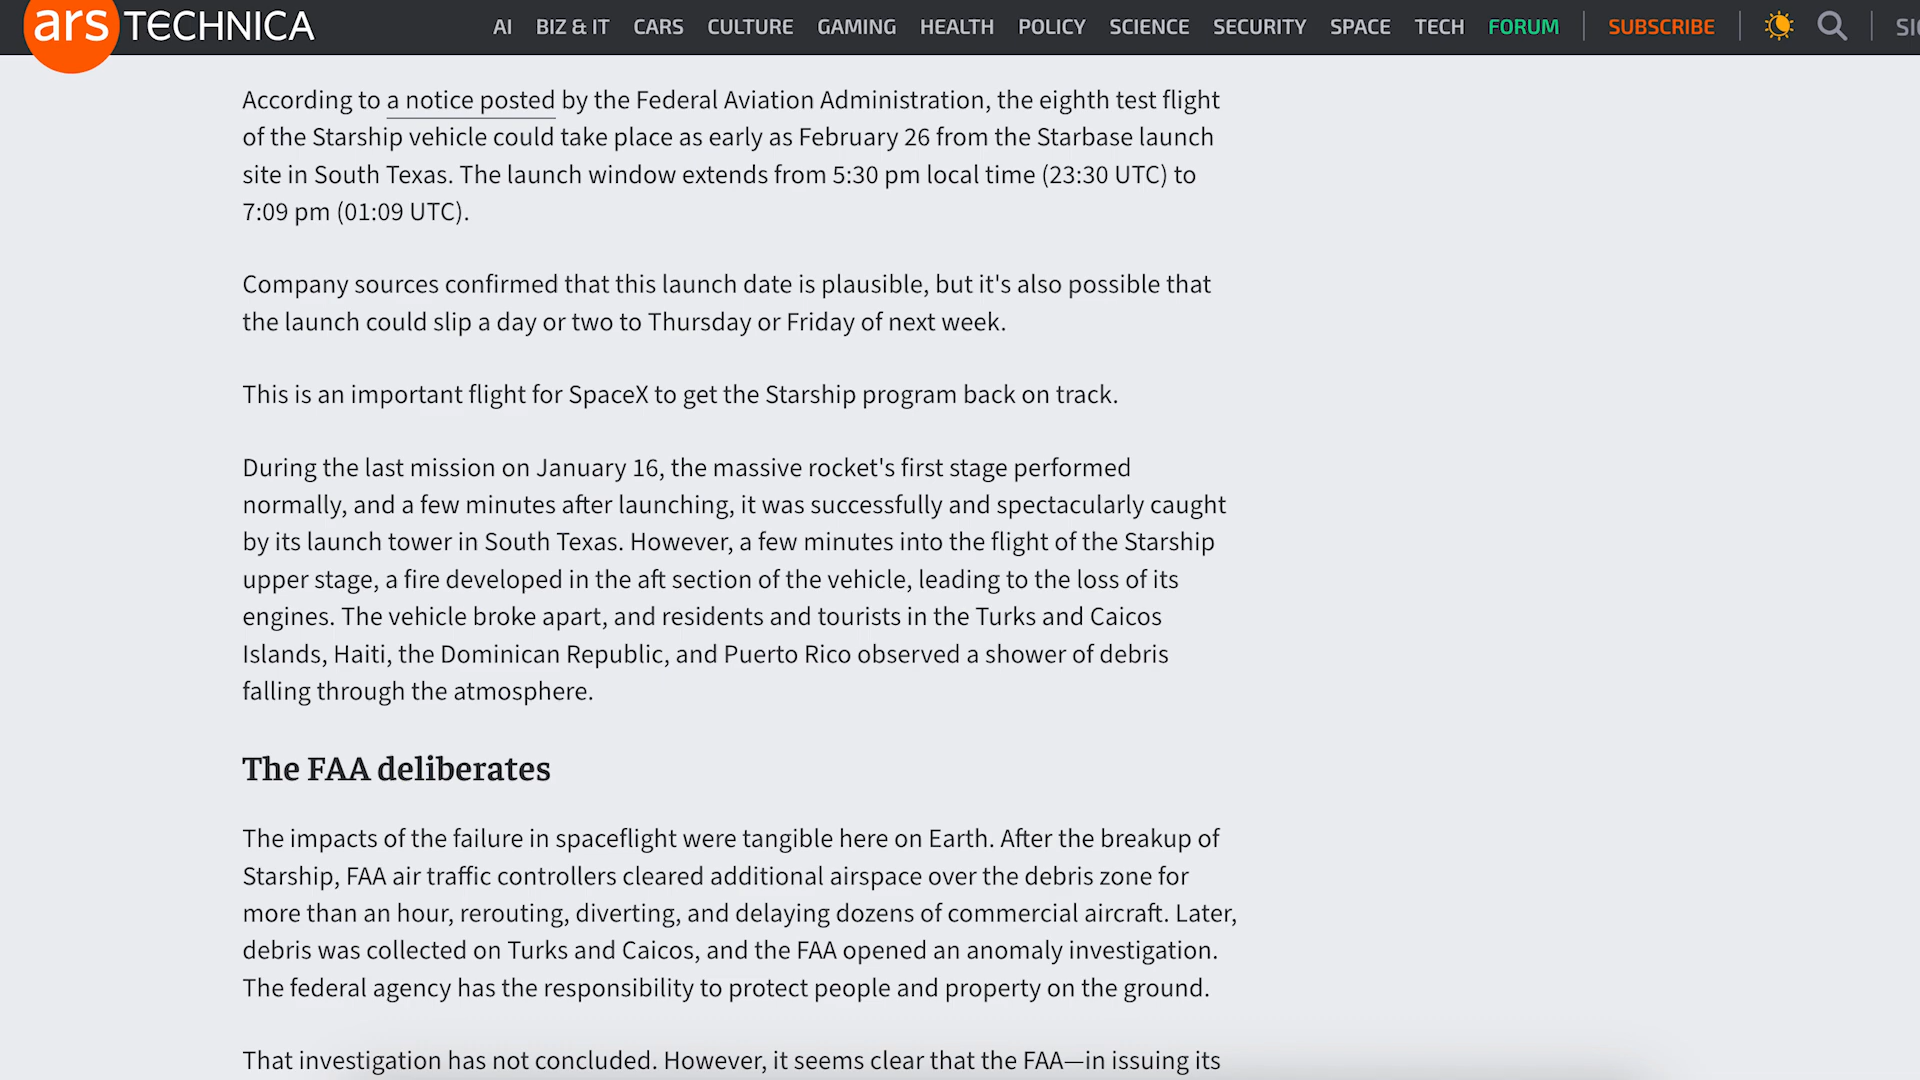 ars TECHNICA
AI BIZ & IT CARS CULTURE GAMING HEALTH POLICY SCIENCE SECURITY SPACE TECH FORUM SUBSCRIBE
According to a notice posted by the Federal Aviation Administration, the eighth test flight
of the Starship vehicle could take place as early as February 26 from the Starbase launch
site in South Texas. The launch window extends from 5:30 pm local time (23:30 UTC) to
7:09 pm (01:09 UTC).
Company sources confirmed that this launch date is plausible, but it's also possible that
the launch could slip a day or two to Thursday or Friday of next week.
This is an important flight for SpaceX to get the Starship program back on track.
During the last mission on January 16, the massive rocket's first stage performed
normally, and a few minutes after launching, it was successfully and spectacularly caught
by its launch tower in South Texas. However, a few minutes into the flight of the Starship
upper stage, a fire developed in the aft section of the vehicle, leading to the loss of its
engines. The vehicle broke apart, and residents and tourists in the Turks and Caicos
Islands, Haiti, the Dominican Republic, and Puerto Rico observed a shower of debris
falling through the atmosphere.
The FAA deliberates
The impacts of the failure in spaceflight were tangible here on Earth. After the breakup of
Starship, FAA air traffic controllers cleared additional airspace over the debris zone for
more than an hour, rerouting, diverting, and delaying dozens of commercial aircraft. Later,
debris was collected on Turks and Caicos, and the FAA opened an anomaly investigation.
The federal agency has the responsibility to protect people and property on the ground.
That investigation has not concluded. However, it seems clear that the FAA—in issuing its